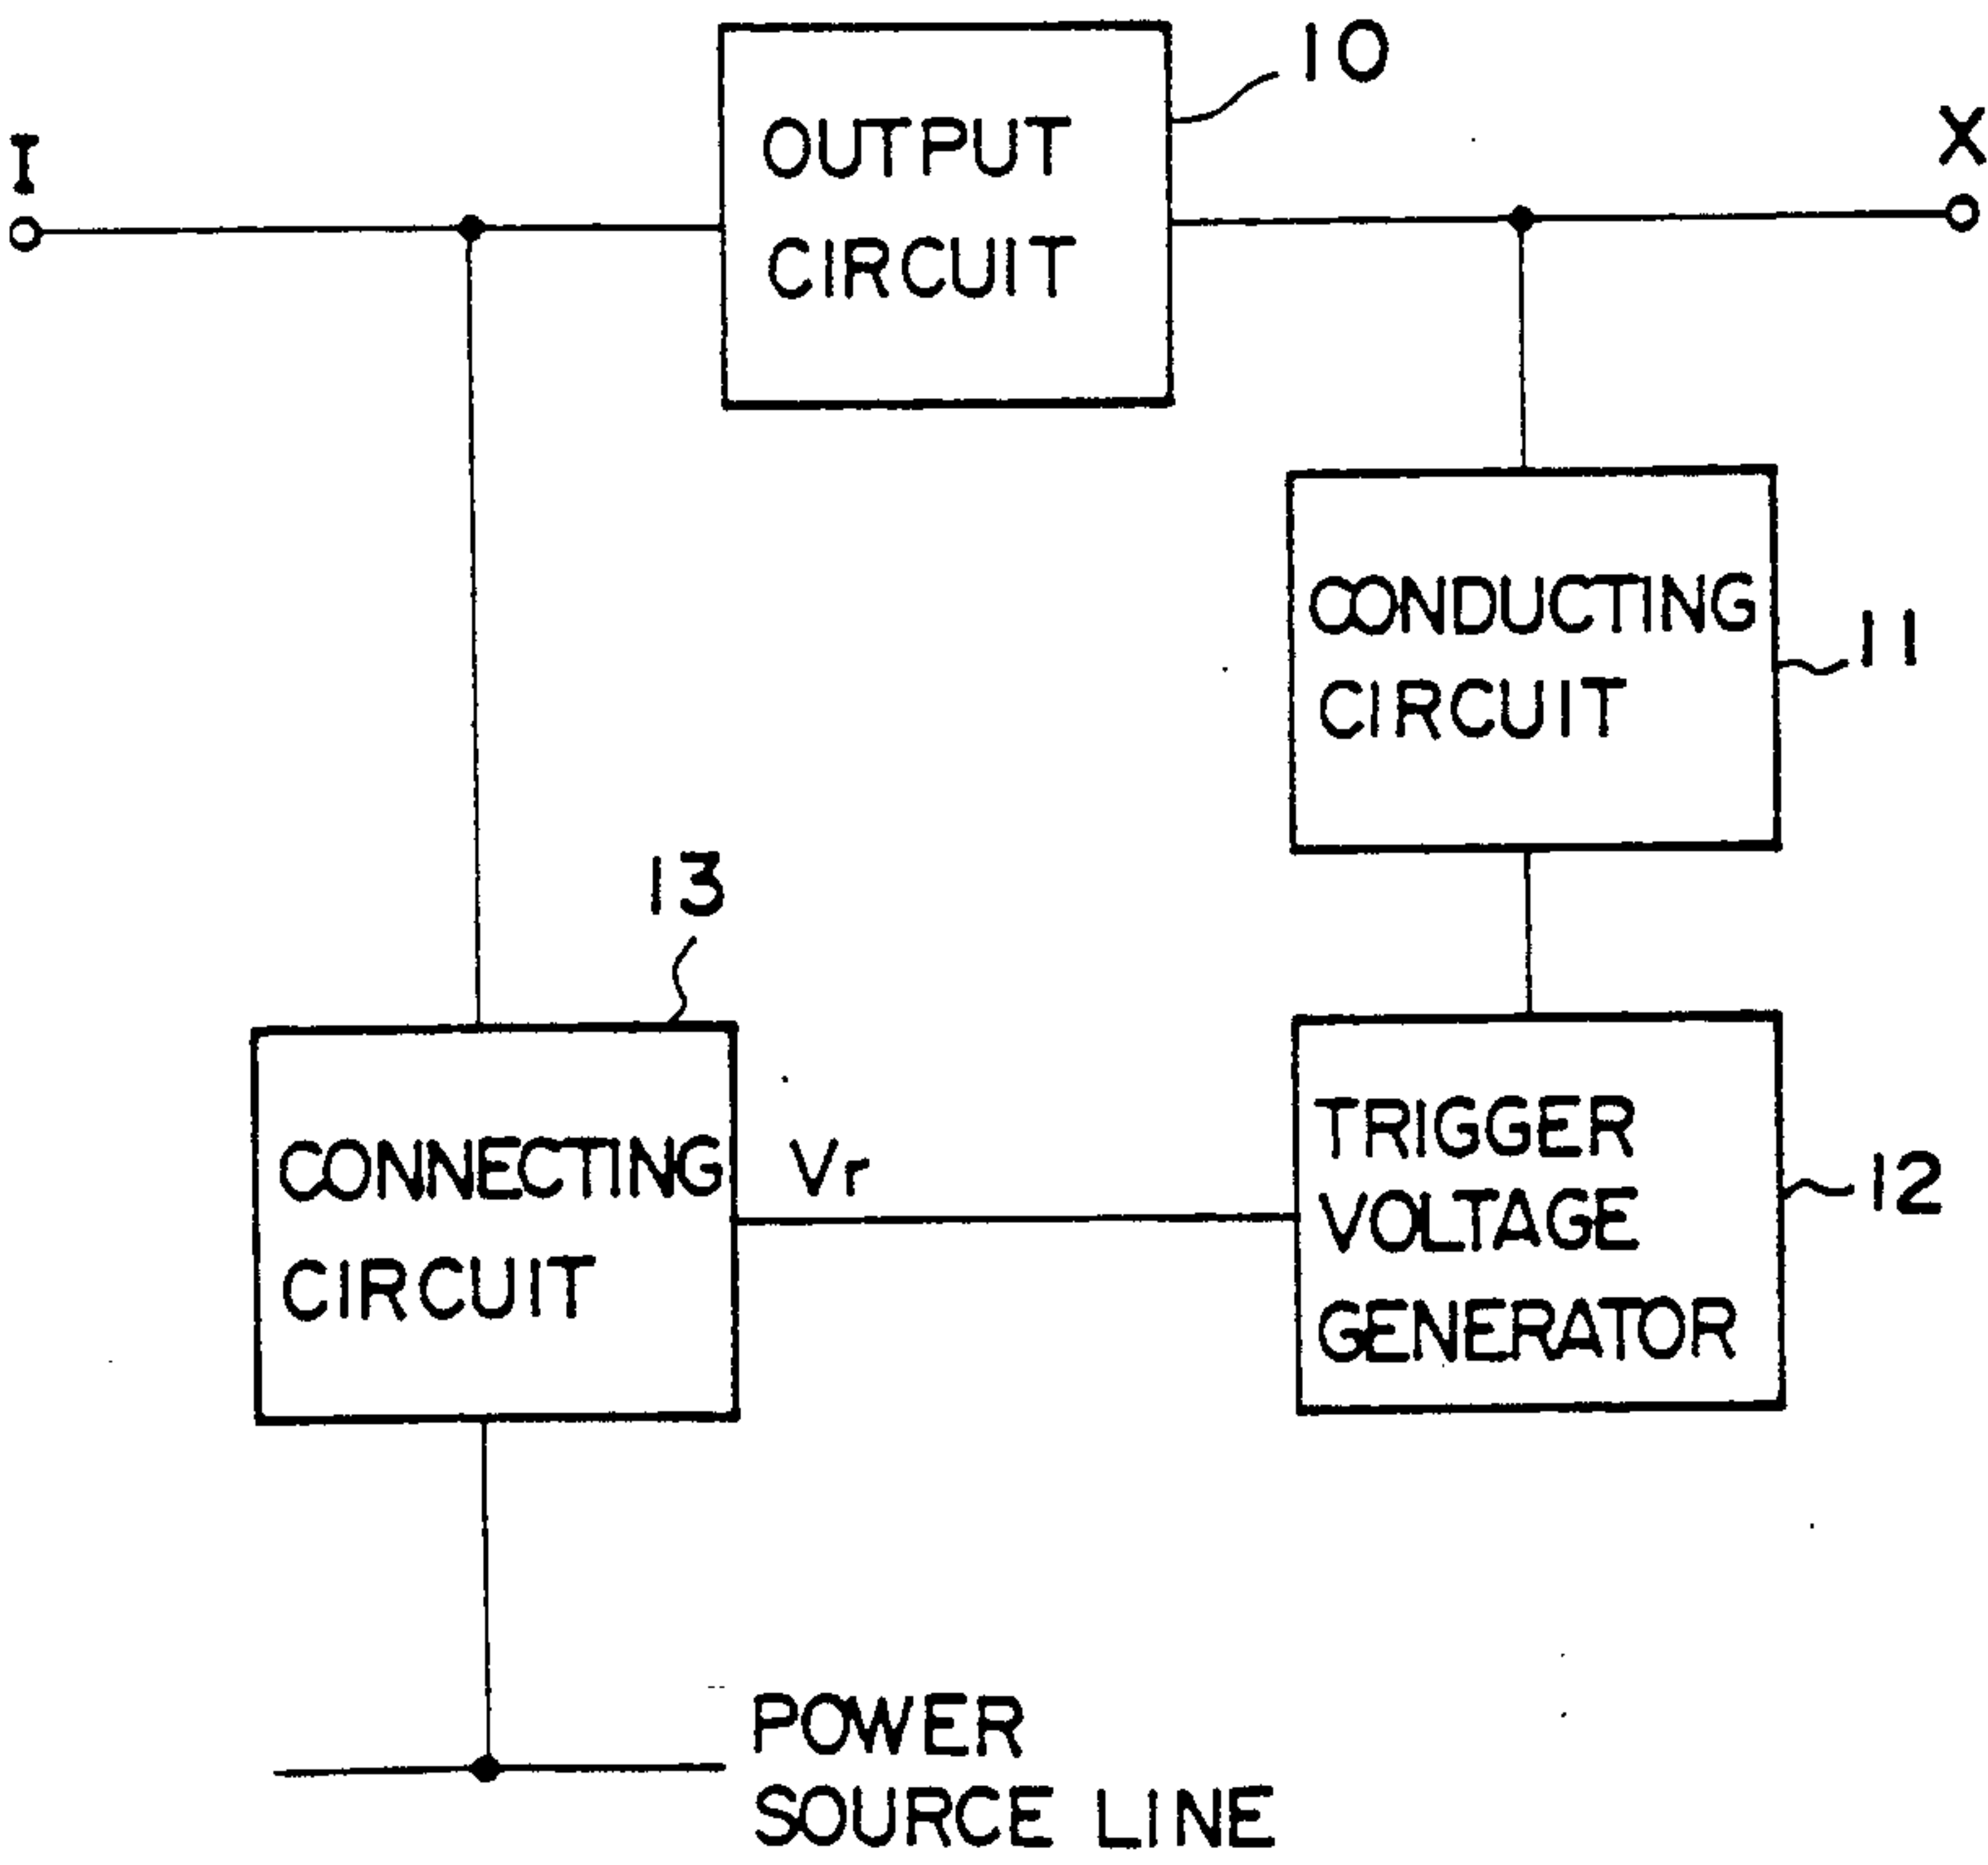 10
I
X
OUTPUT
CIRCUIT
CONDUCTING
CIRCUIT
11
13
TRIGGER
VOLTAGE
GENERATOR
12
CONNECTING
CIRCUIT
Vr
POWER
SOURCE LINE